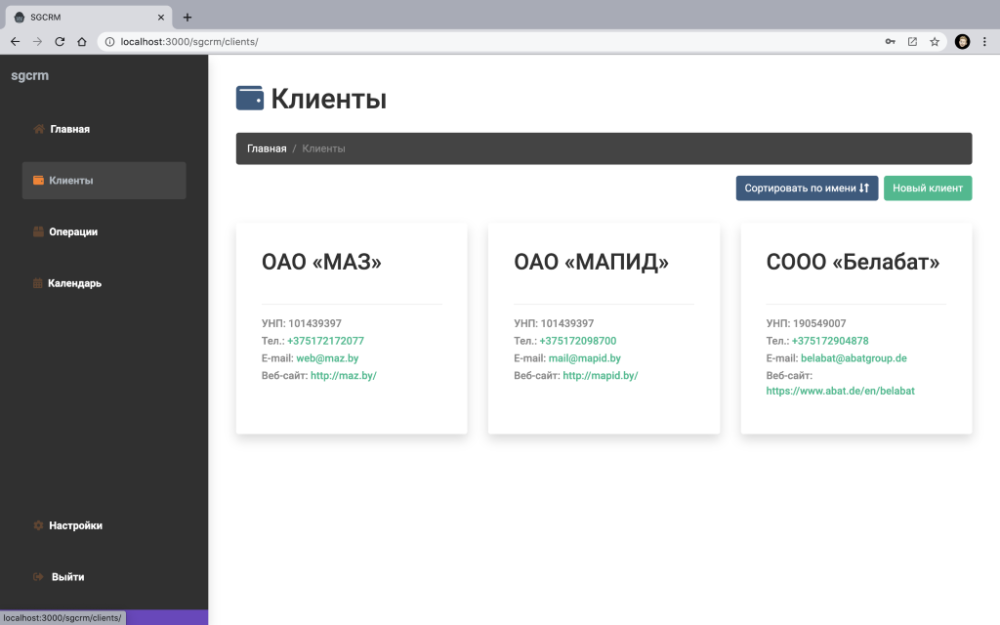 SGCRM
localhost:3000/sgcrm/clients/
sgcrm
Главная
Клиенты
Операции
Календарь
Настройки
Выйти
localhost:3000/sgcrm/clients/
Клиенты
Главная / Клиенты
Сортировать по имени
Новый клиент
ОАО «МАЗ»
УНП: 101439397
Тел.: +375172172077
E-mail: web@maz.by
Веб-сайт: http://maz.by/
ОАО «МАПИД»
УНП: 101439397
Тел.: +375172098700
E-mail: mail@mapid.by
Веб-сайт: http://mapid.by/
СООО «Белабат»
УНП: 190549007
Тел.: +375172904878
E-mail: belabat@abatgroup.de
Веб-сайт:
https://www.abat.de/en/belabat